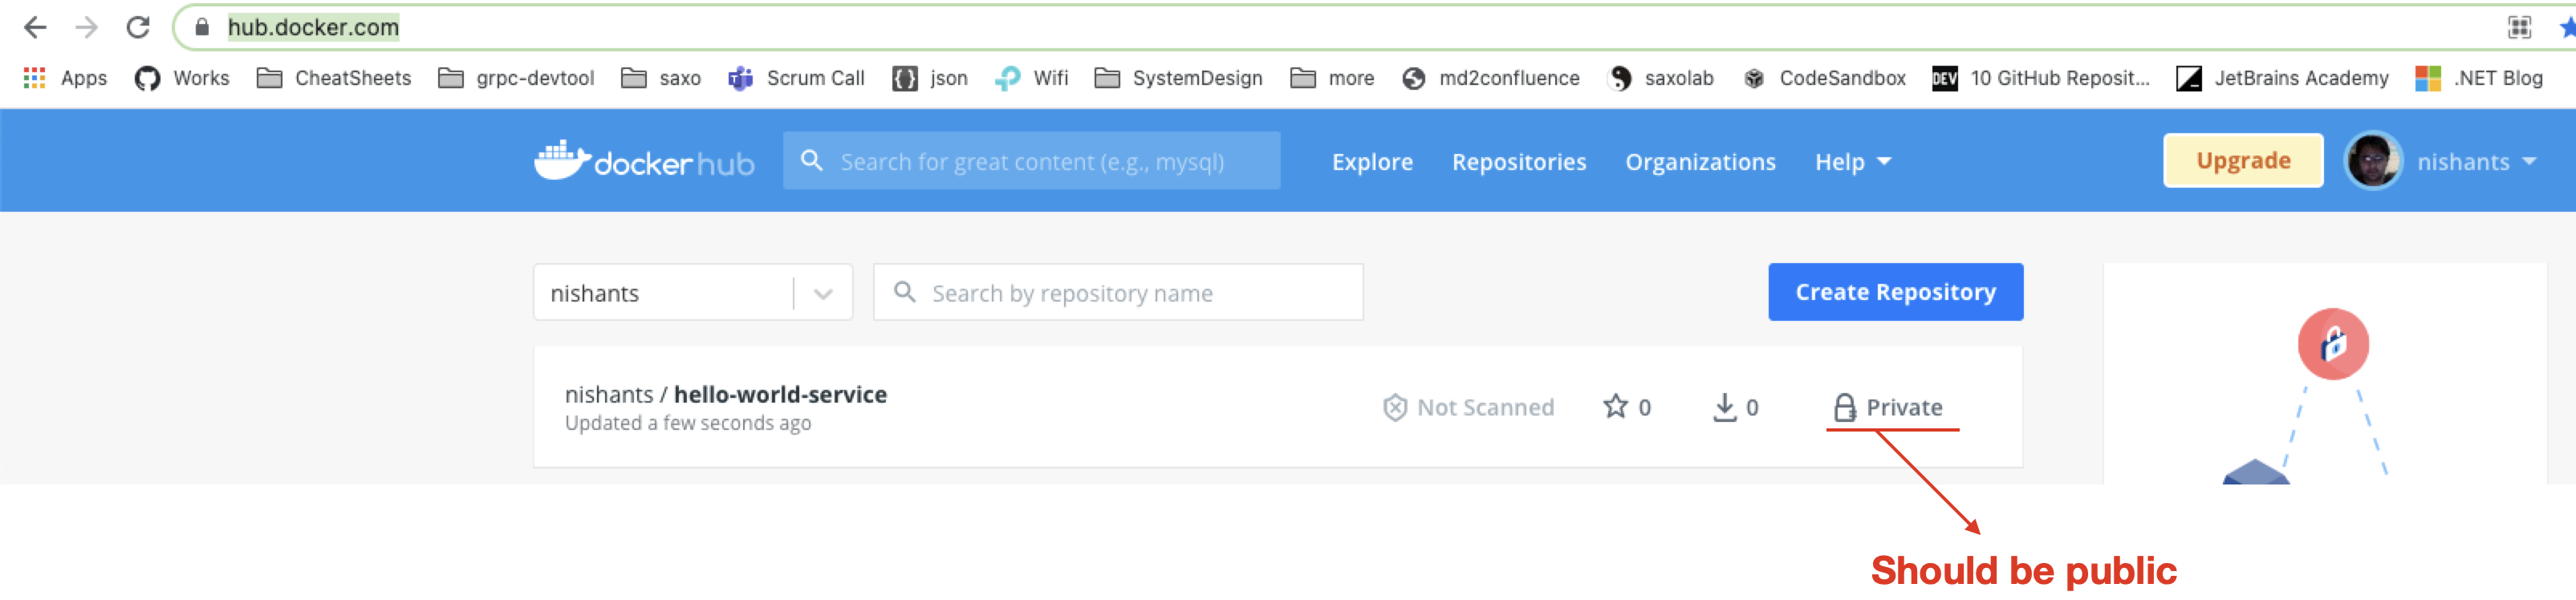 hub.docker.com
Apps Works CheatSheets grpc-devtool saxo Scrum Call json Wifi SystemDesign more md2confluence saxolab CodeSandbox DEV 10 GitHub Reposit... JetBrains Academy .NET Blog
docker hub Search for great content (e.g., mysql) Explore Repositories Organizations Help Upgrade nishants
nishants Search by repository name Create Repository
nishants / hello-world-service Not Scanned 0 0 Private
Updated a few seconds ago
Should be public